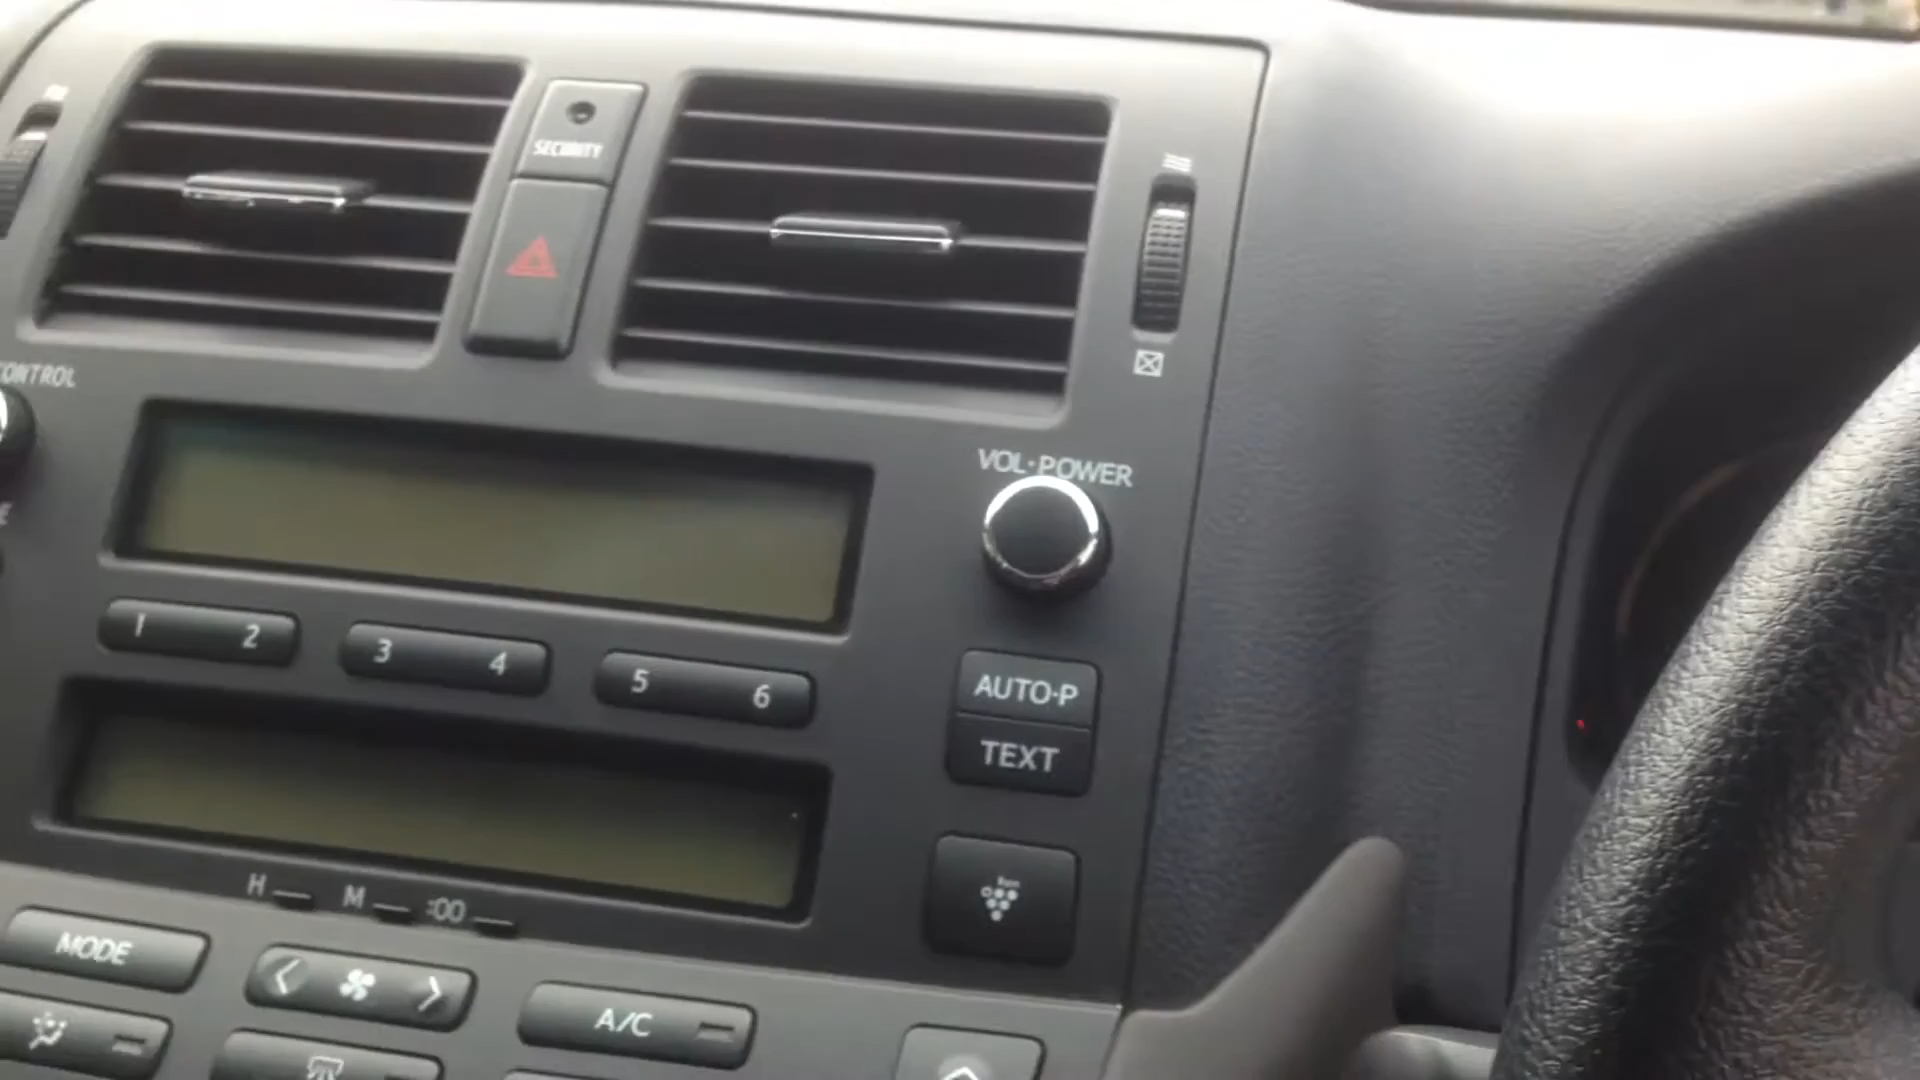 SECURITY
CONTROL
VOL·POWER
1 2 3 4 5 6
AUTO·P
TEXT
H M :00
MODE
A/C